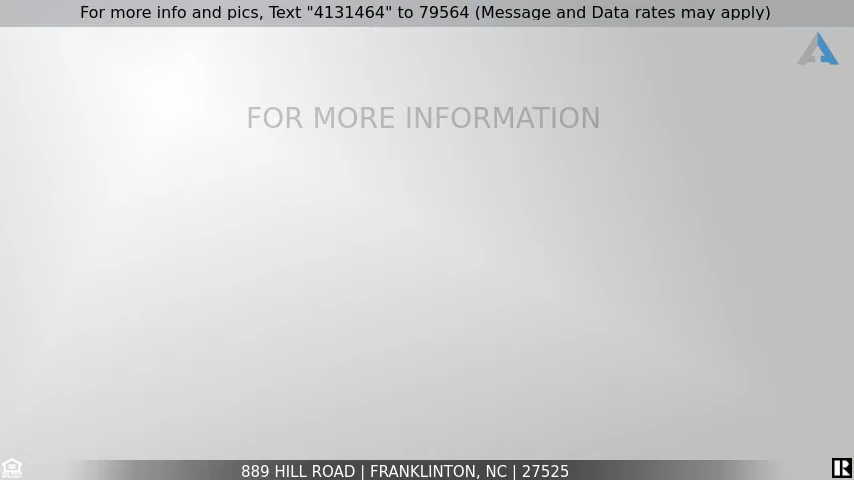 For more info and pics, Text "4131464" to 79564 (Message and Data rates may apply)
FOR MORE INFORMATION
889 HILL ROAD | FRANKLINTON, NC | 27525